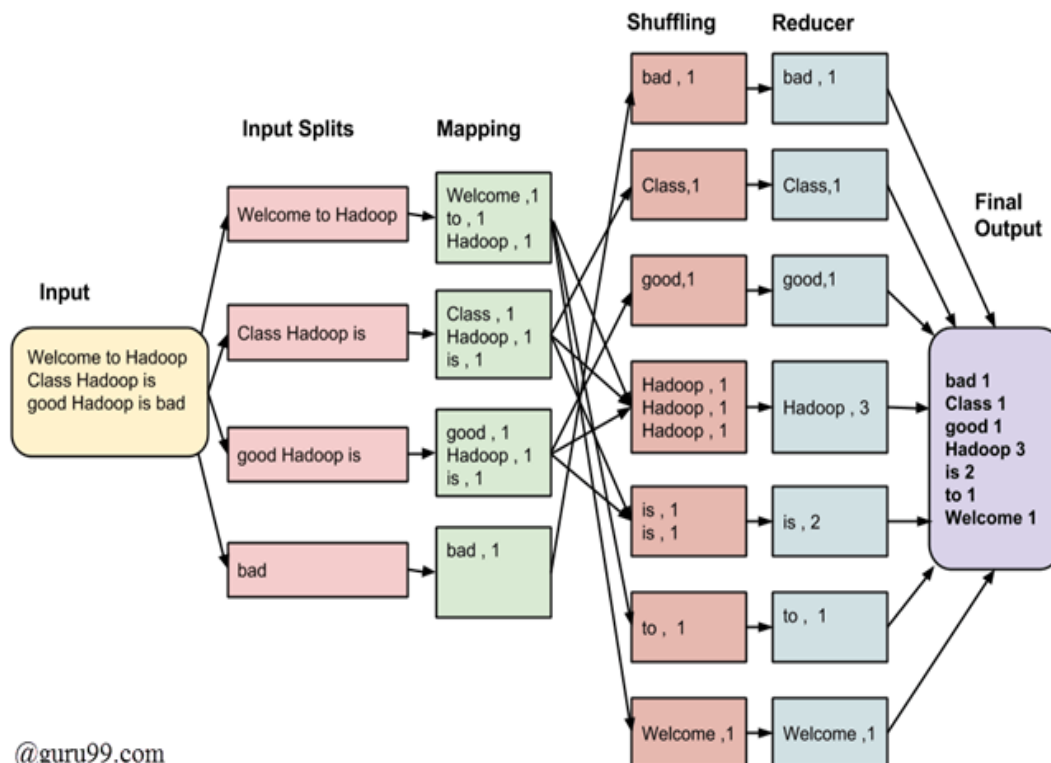 Shuffling
Reducer
Input Splits
Mapping
Final
Output
Input
Welcome to Hadoop
Class Hadoop is
good Hadoop is bad
Welcome to Hadoop
Class Hadoop is
good Hadoop is
bad
Welcome ,1
to , 1
Hadoop , 1
Class , 1
Hadoop , 1
is , 1
good , 1
Hadoop , 1
is , 1
bad , 1
bad , 1
Class,1
good,1
Hadoop , 1
Hadoop , 1
Hadoop , 1
is , 1
is , 1
to , 1
Welcome ,1
bad , 1
Class,1
good,1
Hadoop , 3
is , 2
to , 1
Welcome ,1
bad 1
Class 1
good 1
Hadoop 3
is 2
to 1
Welcome 1
@guru99.com